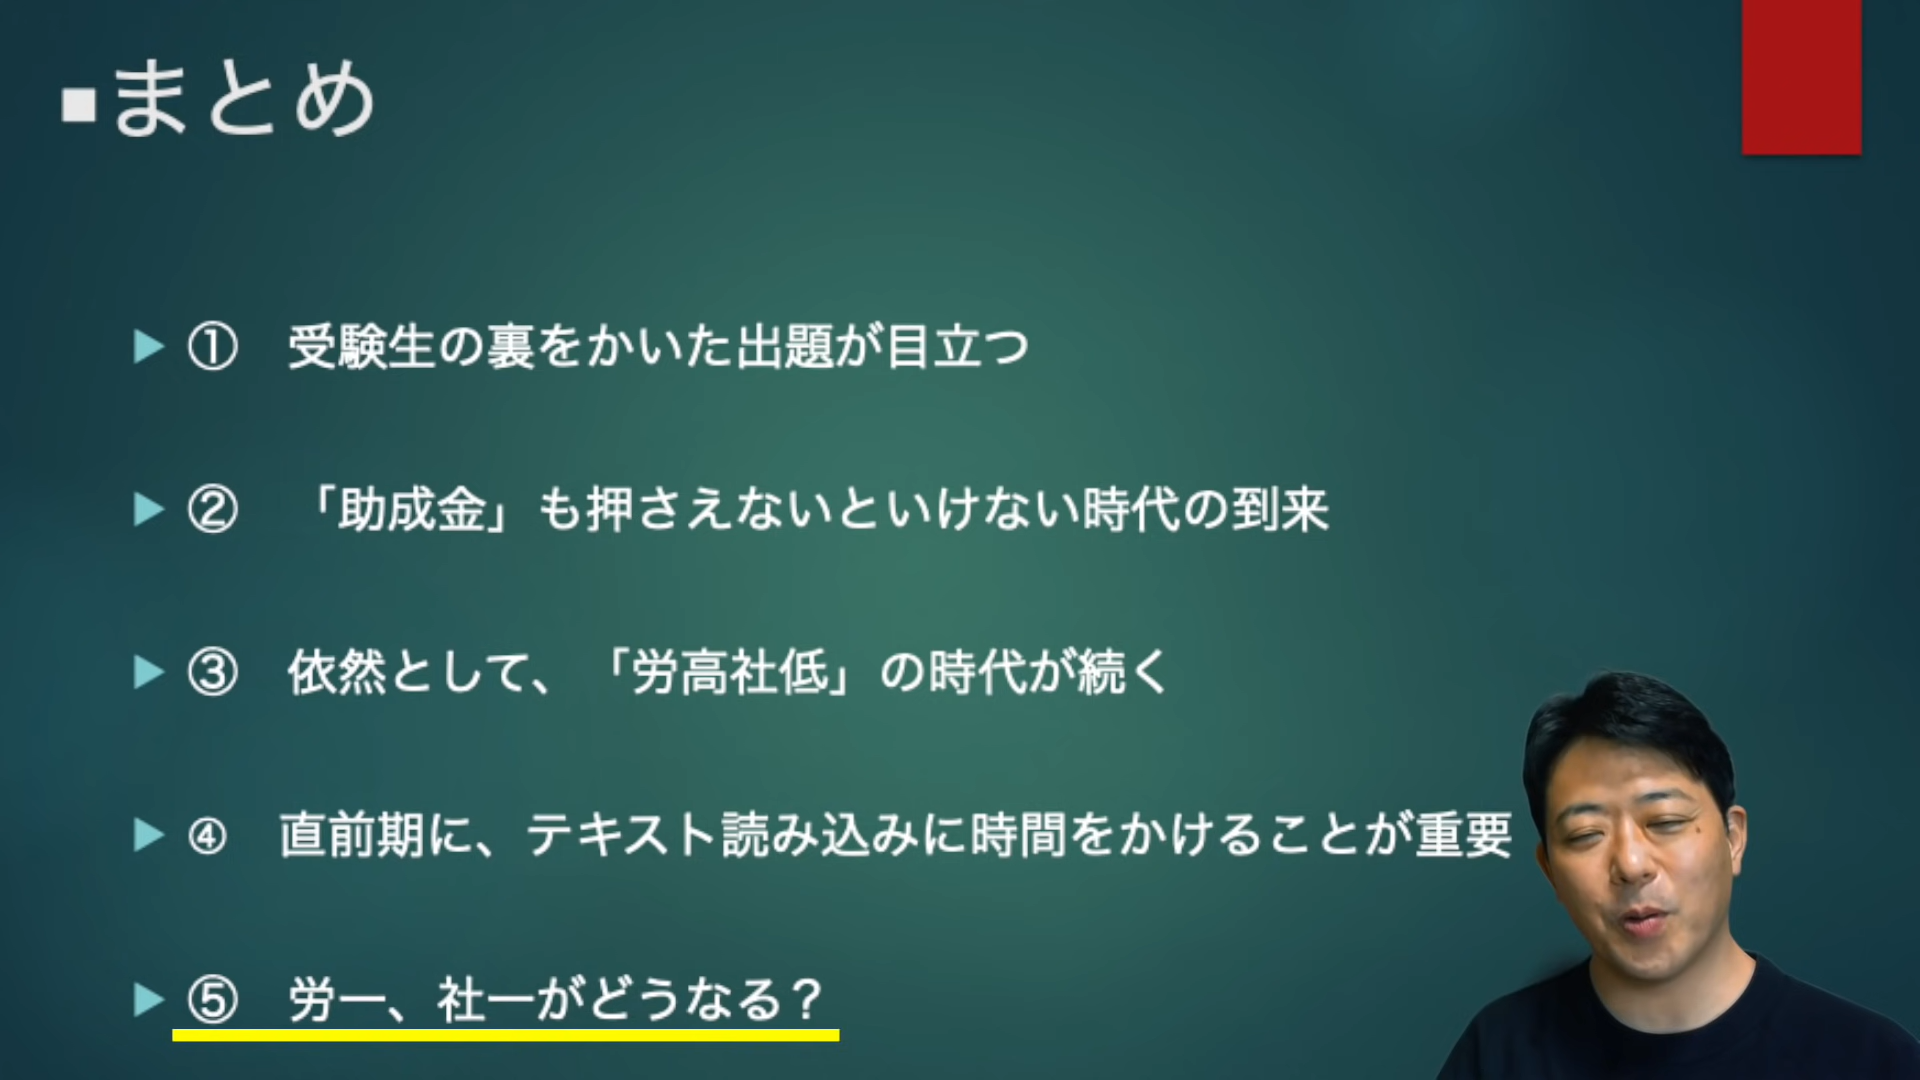 ■まとめ
① 受験生の裏をかいた出題が目立つ
② 「助成金」も押さえないといけない時代の到来
③ 依然として、「労高社低」の時代が続く
④ 直前期に、テキスト読み込みに時間をかけることが重要
⑤ 労一、社一がどうなる？